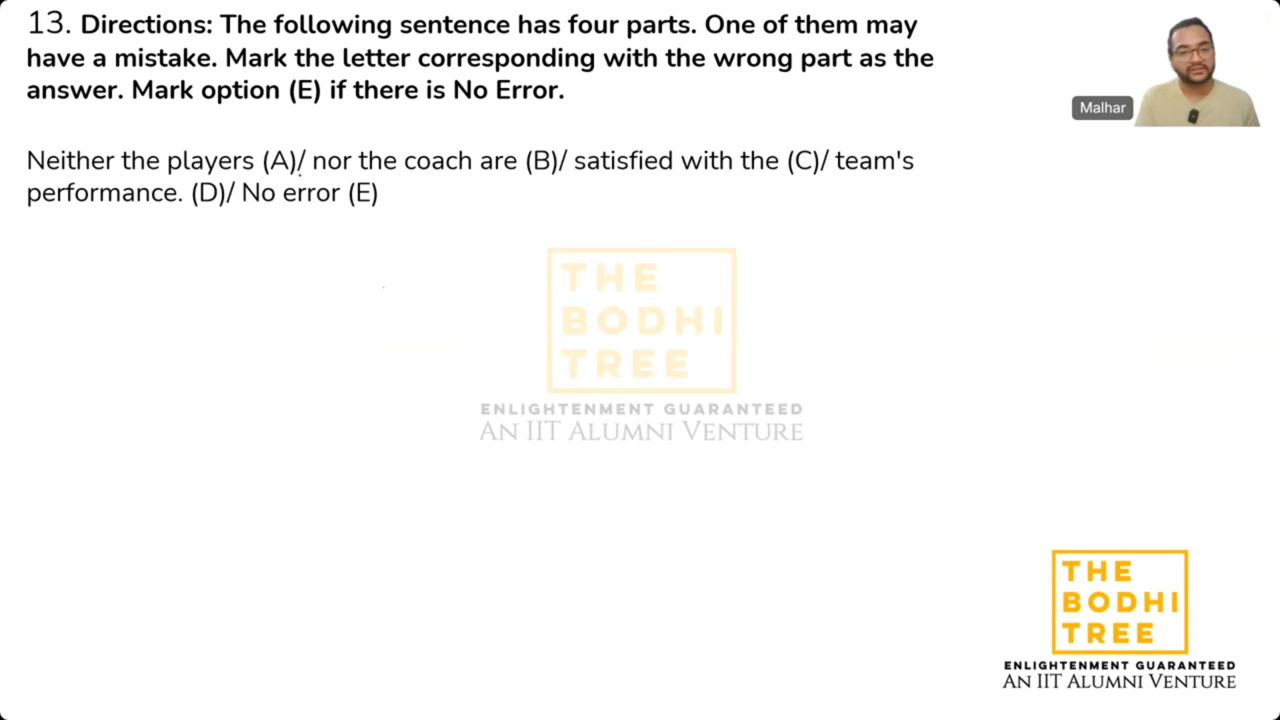 13. Directions: The following sentence has four parts. One of them may
have a mistake. Mark the letter corresponding with the wrong part as the
answer. Mark option (E) if there is No Error.
Malhar
Neither the players (A)/ nor the coach are (B)/ satisfied with the (C)/ team's
performance. (D)/ No error (E)
THE
BODHI
TREE
ENLIGHTENMENT GUARANTEED
AN IIT ALUMNI VENTURE
THE
BODHI
TREE
ENLIGHTENMENT GUARANTEED
AN IIT ALUMNI VENTURE